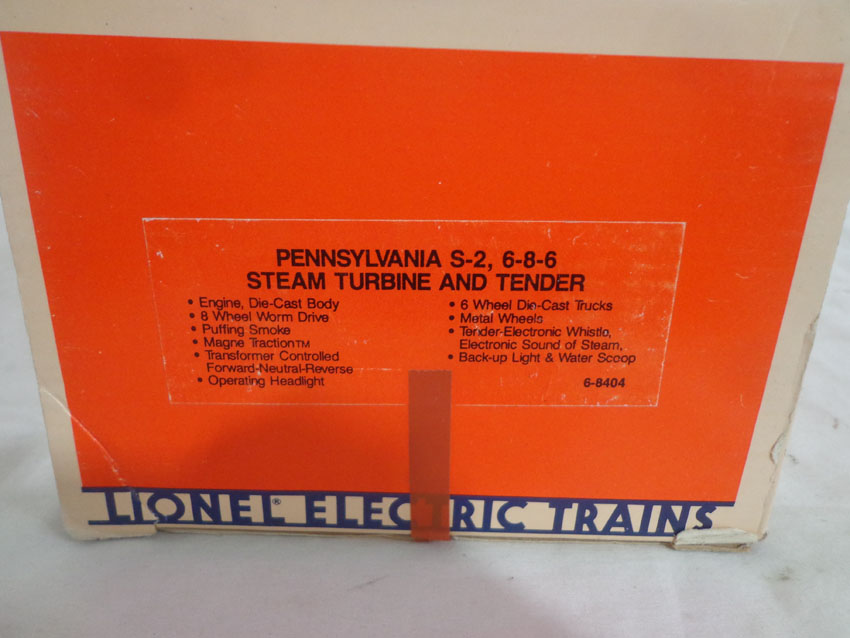 PENNSYLVANIA S-2, 6-8-6
STEAM TURBINE AND TENDER
• Engine, Die-Cast Body
• 8 Wheel Worm Drive
• Puffing Smoke
• Magne Traction™
• Transformer Controlled
Forward-Neutral-Reverse
• Operating Headlight
• 6 Wheel Die-Cast Trucks
• Metal Wheels
• Tender-Electronic Whistle,
Electronic Sound of Steam,
• Back-up Light & Water Scoop
6-8404
LIONEL® ELECTRIC TRAINS